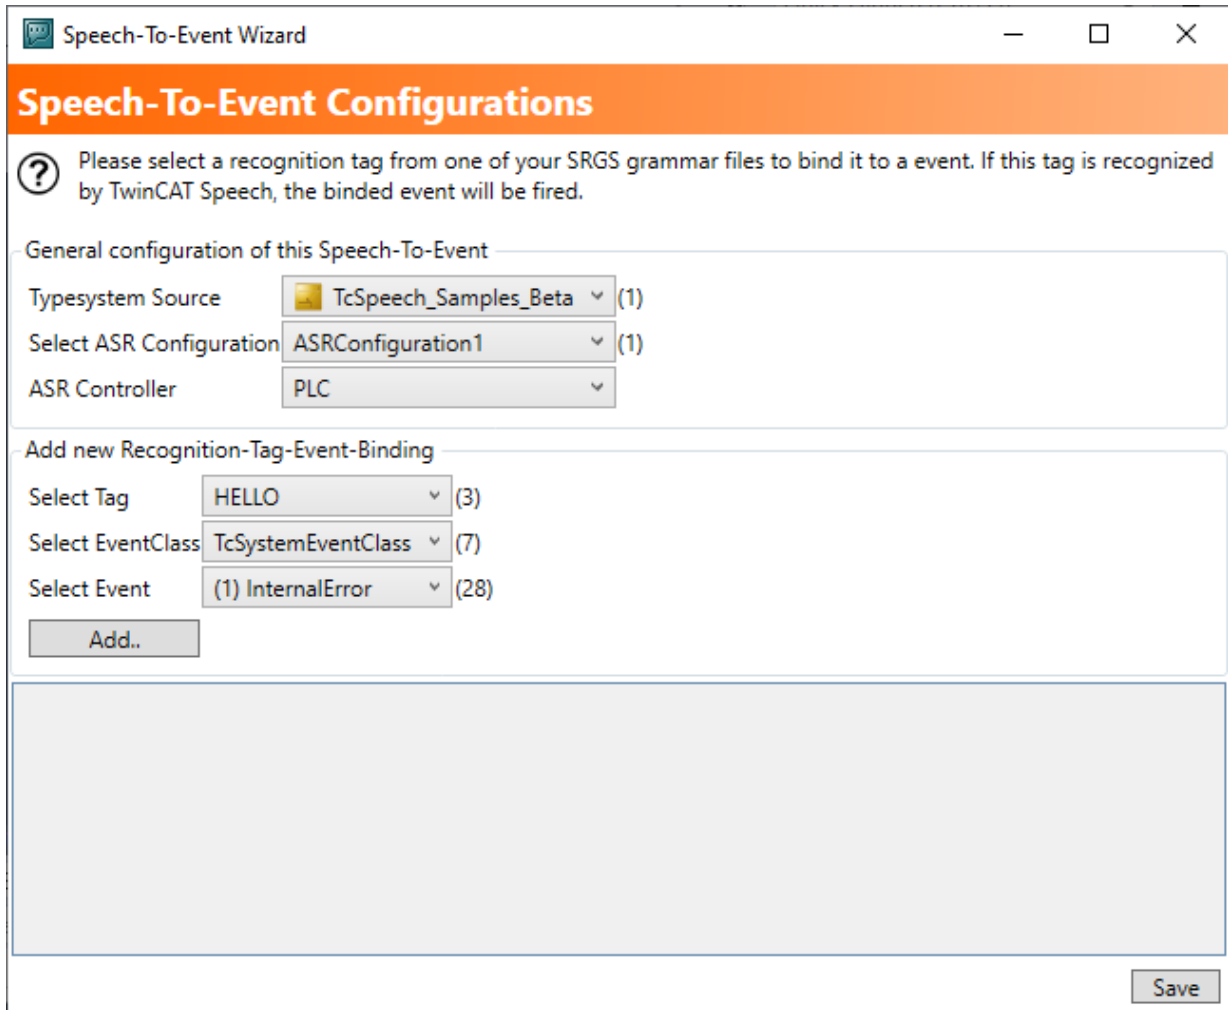 Speech-To-Event Wizard
Speech-To-Event Configurations
Please select a recognition tag from one of your SRGS grammar files to bind it to a event. If this tag is recognized
by TwinCAT Speech, the binded event will be fired.
General configuration of this Speech-To-Event
Typesystem Source TcSpeech_Samples_Beta (1)
Select ASR Configuration ASRConfiguration1 (1)
ASR Controller PLC
Add new Recognition-Tag-Event-Binding
Select Tag HELLO (3)
Select EventClass TcSystemEventClass (7)
Select Event (1) InternalError (28)
Add..
Save